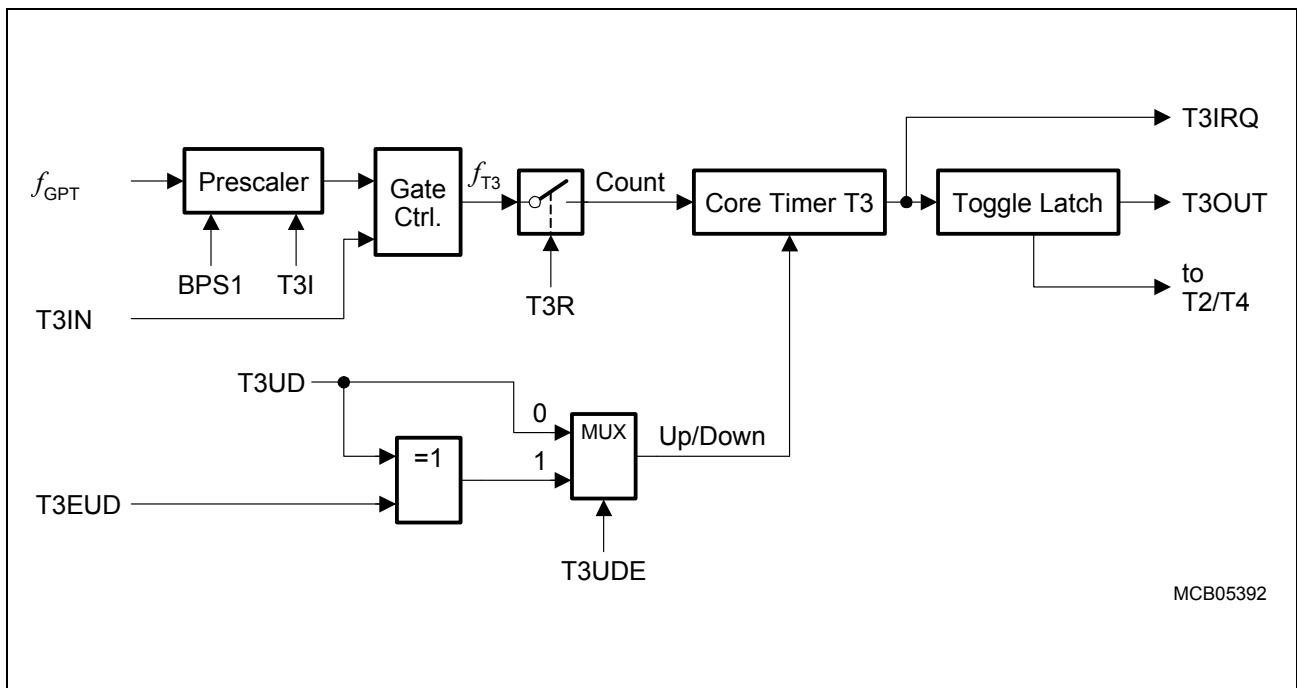 T3IRQ
f_GPT
Prescaler
Gate
Ctrl.
f_T3
Count
Core Timer T3
Toggle Latch
T3OUT
BPS1
T3I
T3R
to
T2/T4
T3IN
T3UD
0
MUX
Up/Down
=1
1
T3EUD
T3UDE
MCB05392